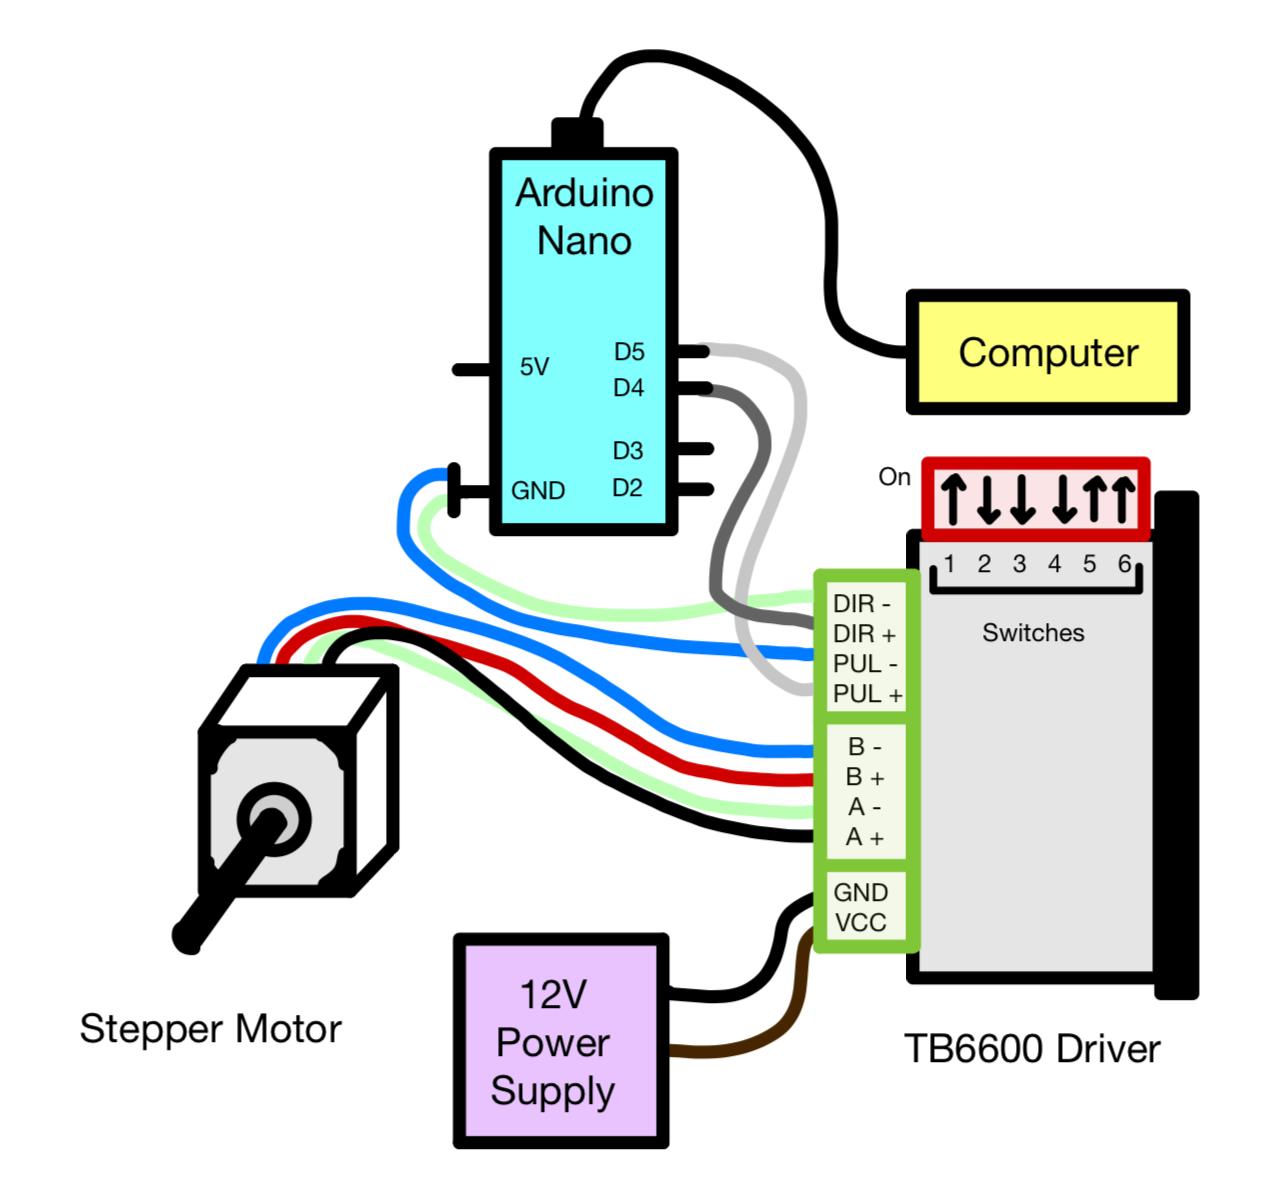 Arduino
Nano
5V
GND
D5
D4
D3
D2
Computer
On
1 2 3 4 5 6
Switches
DIR -
DIR +
PUL -
PUL +
B -
B +
A -
A +
GND
VCC
12V
Power
Supply
Stepper Motor
TB6600 Driver